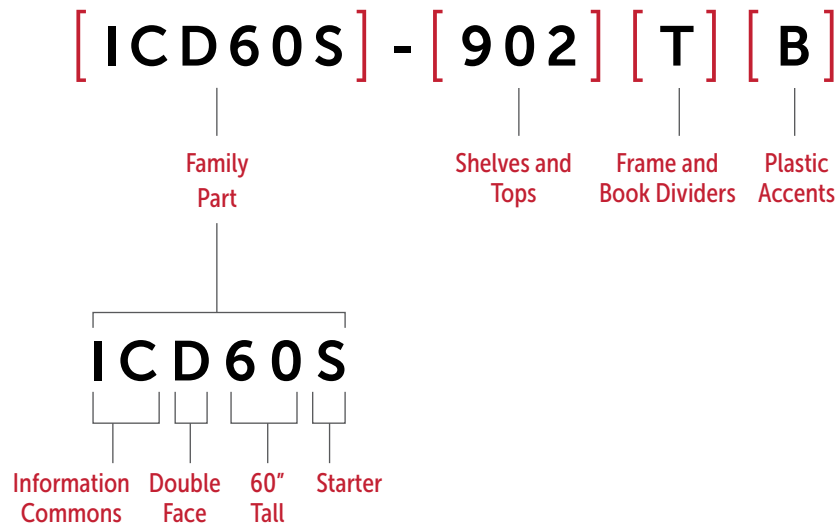 [ICD60S] - [902] [T] [B]
Family Part
Shelves and Tops
Frame and Book Dividers
Plastic Accents
ICD60S
Information Commons
Double Face
60” Tall
Starter